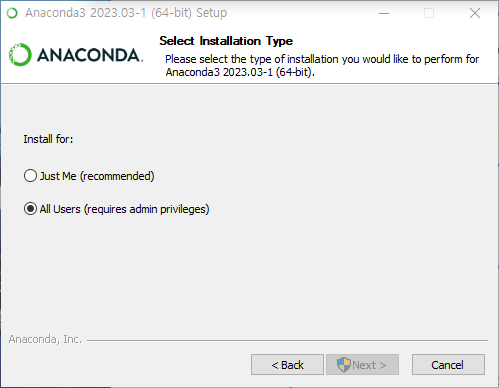 Anaconda3 2023.03-1 (64-bit) Setup
ANACONDA.
Select Installation Type
Please select the type of installation you would like to perform for
Anaconda3 2023.03-1 (64-bit).
Install for:
Just Me (recommended)
All Users (requires admin privileges)
Anaconda, Inc.
< Back
Next >
Cancel